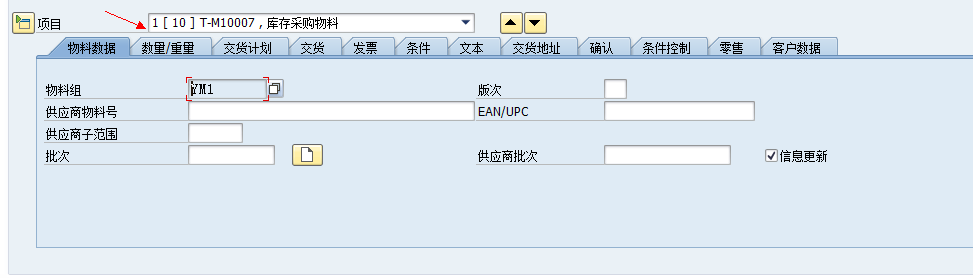 项目 1 [ 10 ] T-M10007 , 库存采购物料
物料数据 数量/重量 交货计划 交货 发票 条件 文本 交货地址 确认 条件控制 零售 客户数据
物料组 YM1 版次
供应商物料号 EAN/UPC
供应商子范围
批次 供应商批次 信息更新